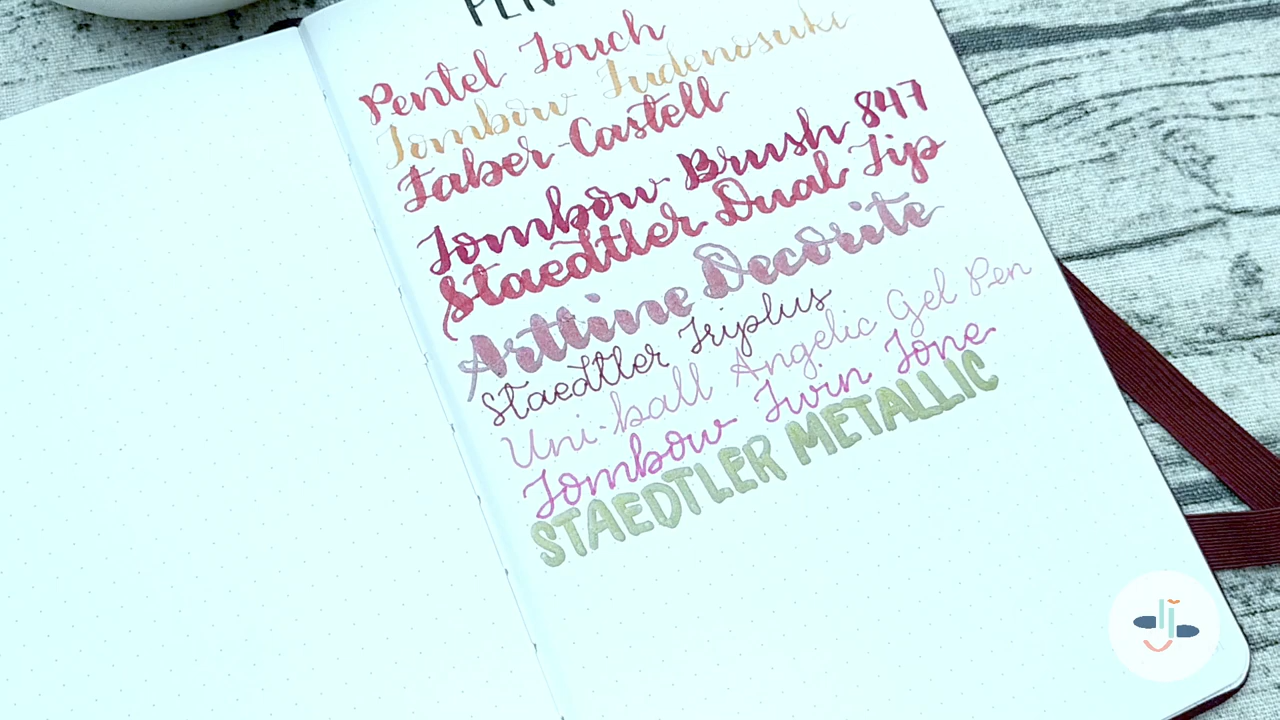 PEN
Pentel Touch
Tombow Fudenosuke
Faber-Castell
Tombow Brush 847
Staedtler Dual Tip
Artline Decorite
Staedtler Triplus
Uni-ball Angelic Gel Pen
Tombow Twin Tone
STAEDTLER METALLIC